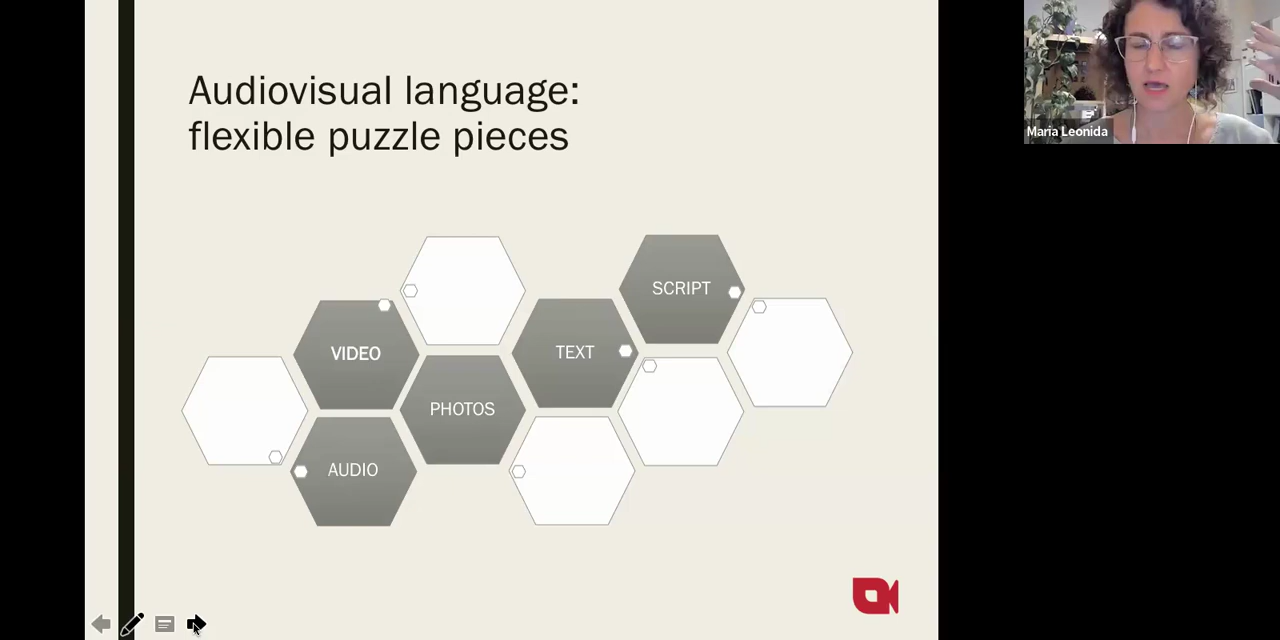 Audiovisual language:
flexible puzzle pieces
SCRIPT
VIDEO
TEXT
PHOTOS
AUDIO
Maria Leonida